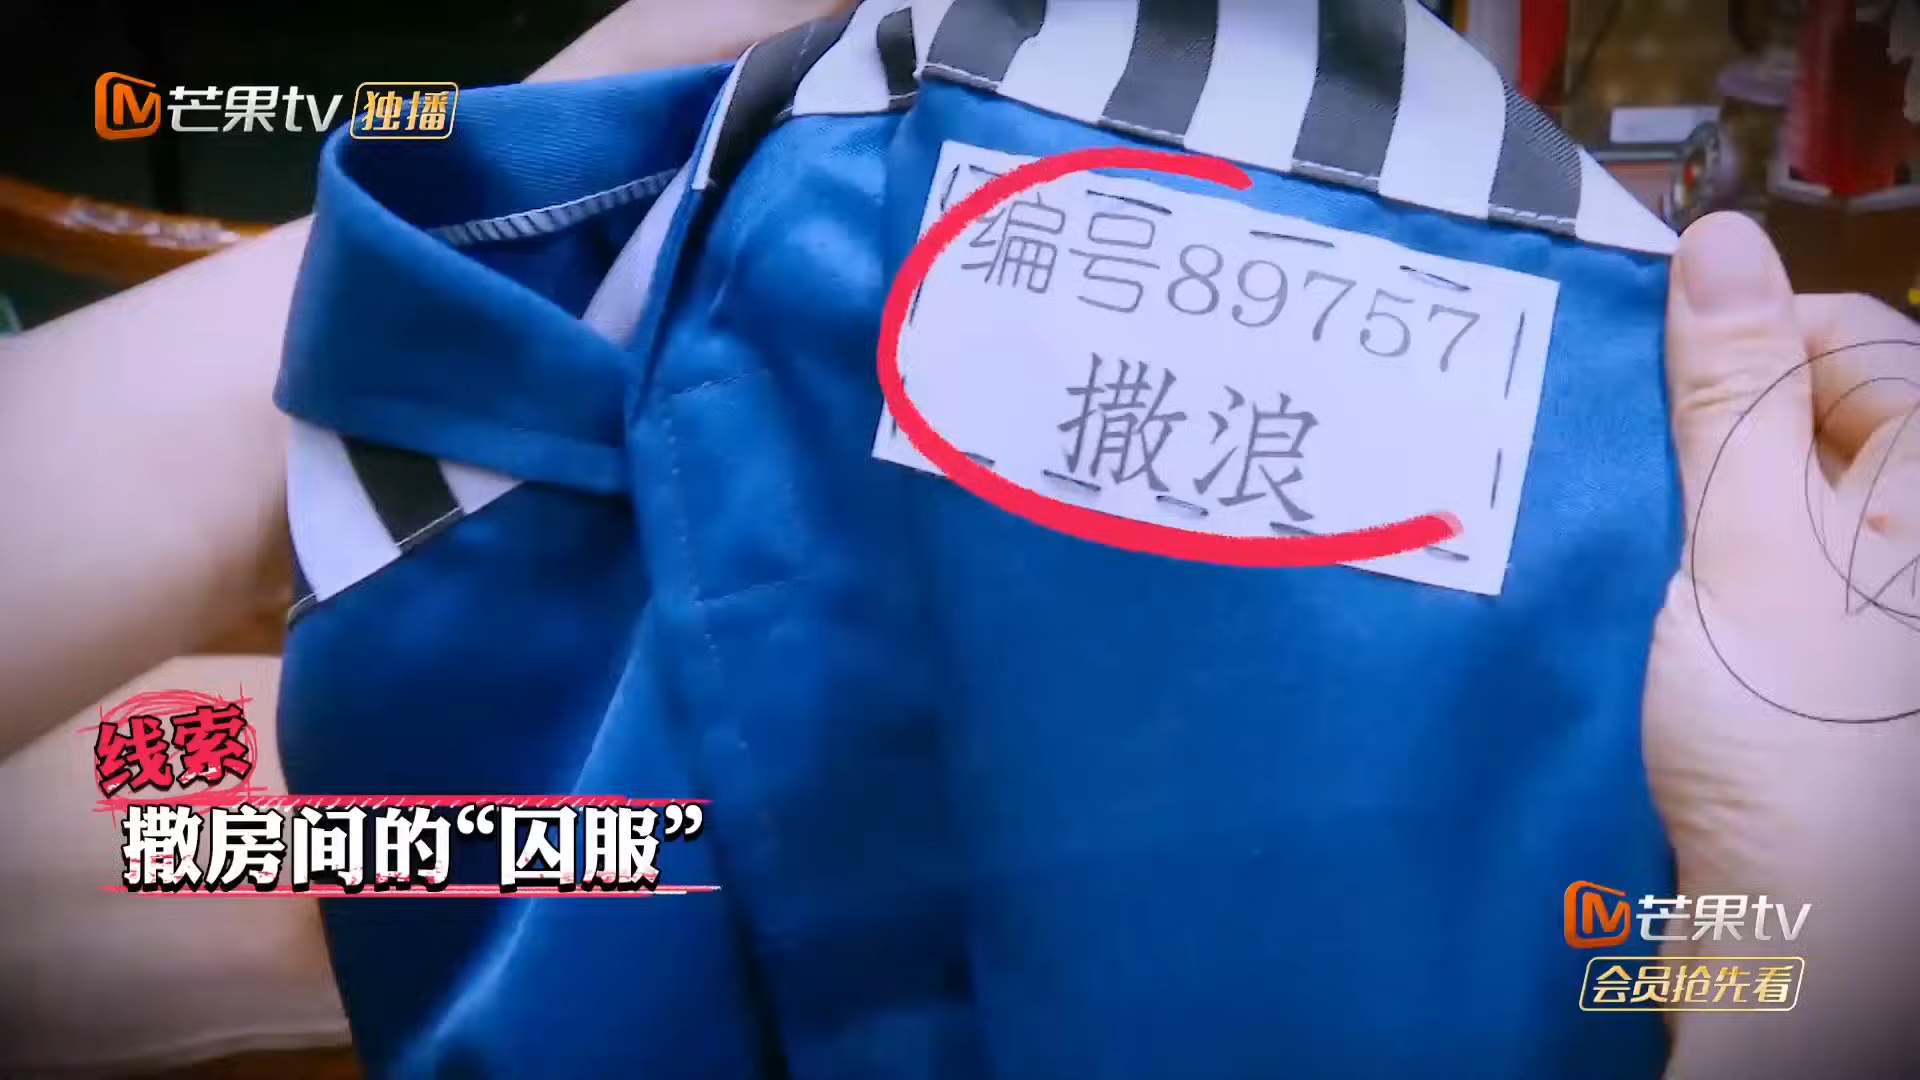 芒果tv 独播
编号89757
撒浪
线索
撒房间的“囚服”
芒果tv
会员抢先看